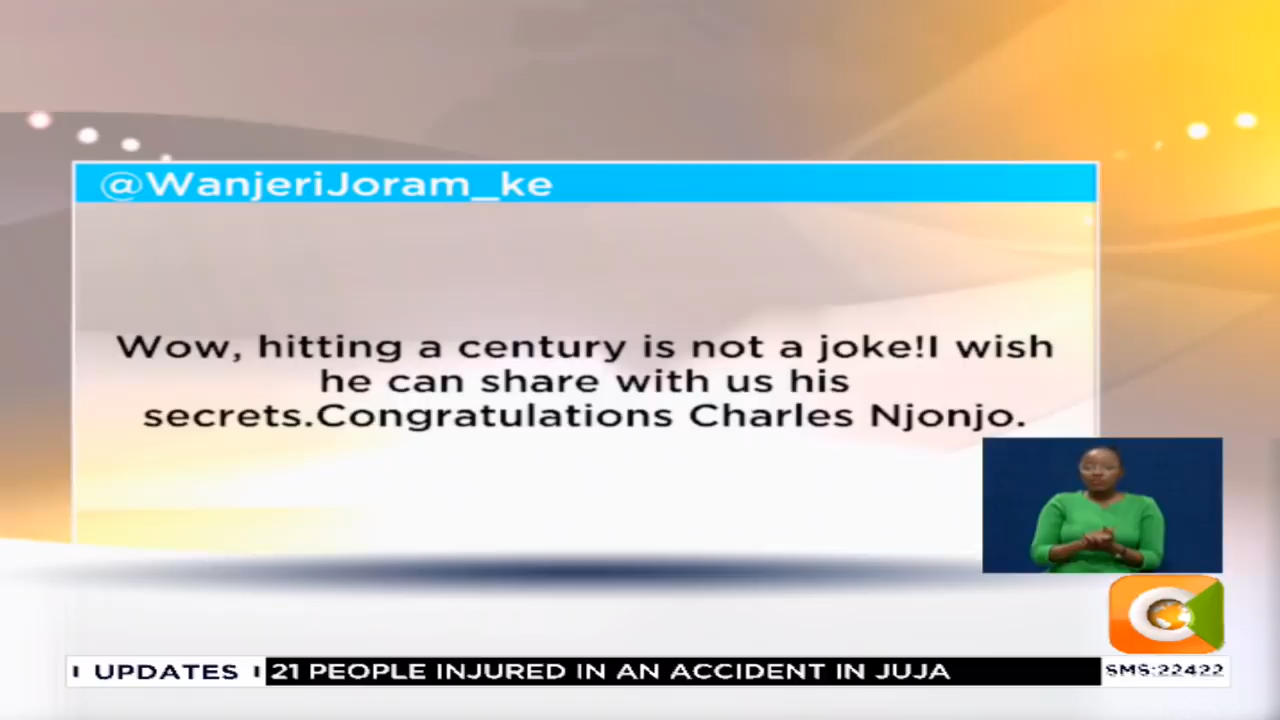 @WanjeriJoram_ke
Wow, hitting a century is not a joke!I wish
he can share with us his
secrets.Congratulations Charles Njonjo.
UPDATES
21 PEOPLE INJURED IN AN ACCIDENT IN JUJA
SMS:22422